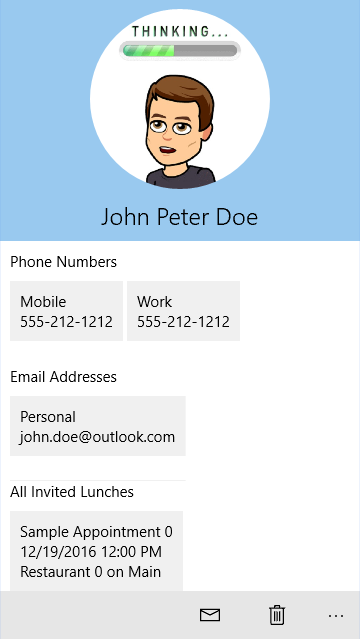 THINKING...
John Peter Doe
Phone Numbers
Mobile
555-212-1212
Work
555-212-1212
Email Addresses
Personal
john.doe@outlook.com
All Invited Lunches
Sample Appointment 0
12/19/2016 12:00 PM
Restaurant 0 on Main